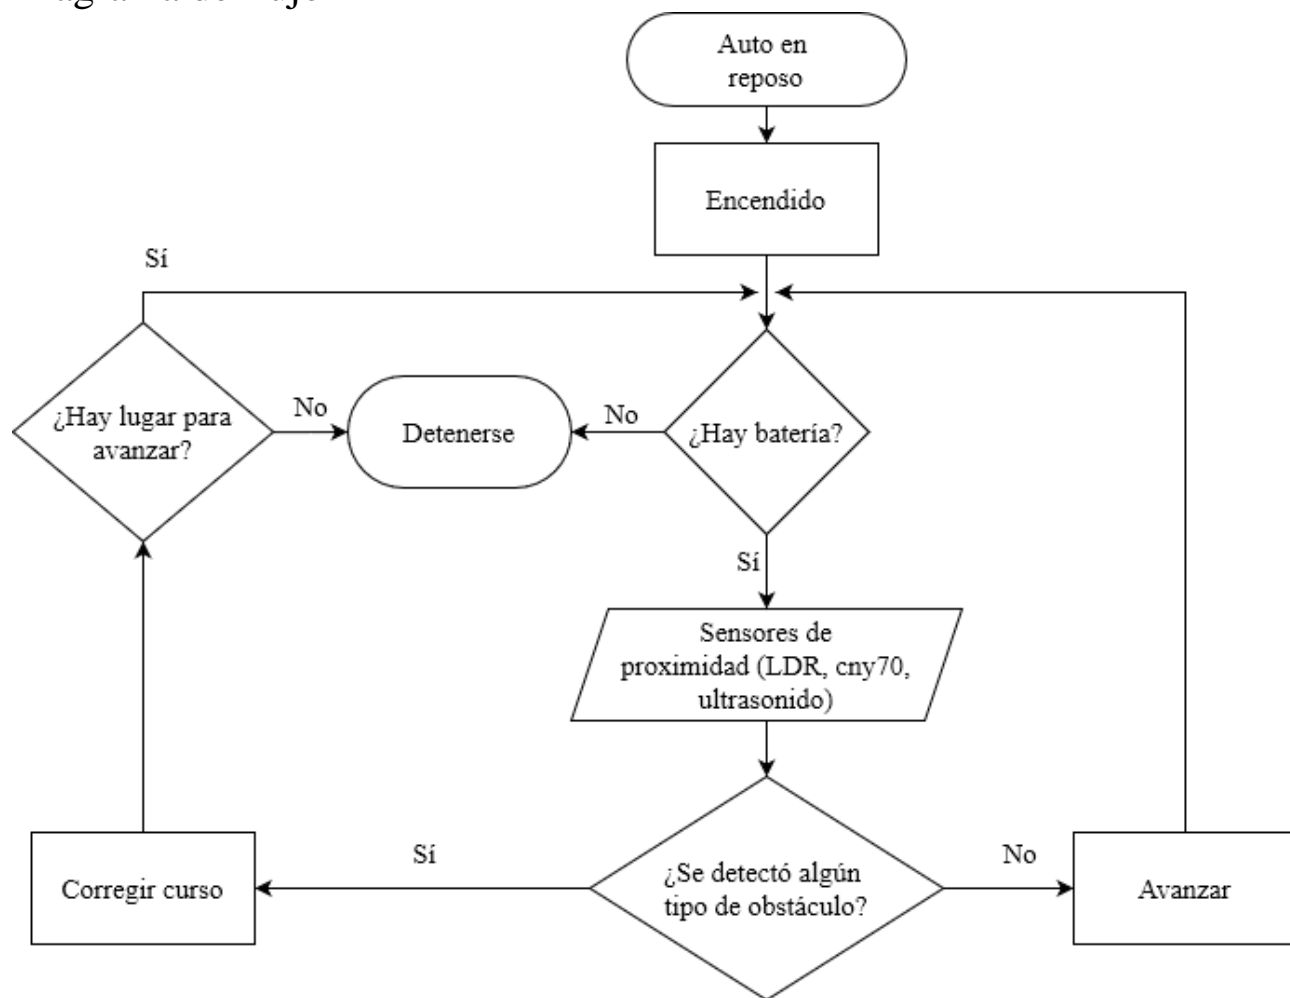 Auto en
reposo
Encendido
Sí
¿Hay lugar para
avanzar?
No
Detenerse
No
¿Hay batería?
Sí
Sensores de
proximidad (LDR, cny70,
ultrasonido)
Sí
¿Se detectó algún
tipo de obstáculo?
No
Corregir curso
Avanzar